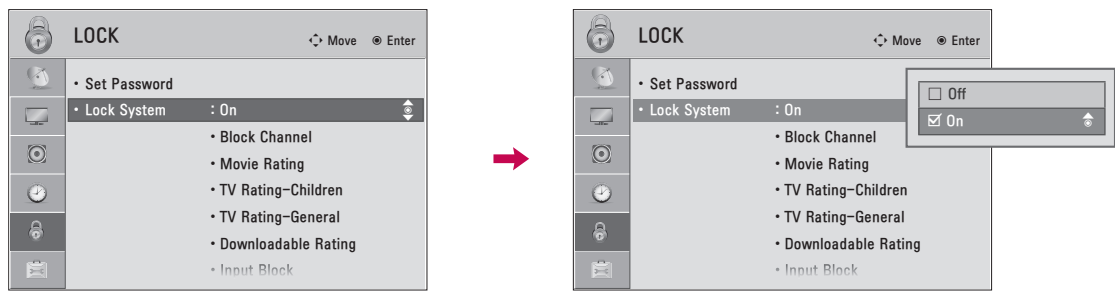 LOCK Move Enter
• Set Password
• Lock System : On
• Block Channel
• Movie Rating
• TV Rating-Children
• TV Rating-General
• Downloadable Rating
• Input Block
LOCK Move Enter
• Set Password
• Lock System : On
• Block Channel
• Movie Rating
• TV Rating-Children
• TV Rating-General
• Downloadable Rating
• Input Block
Off
On